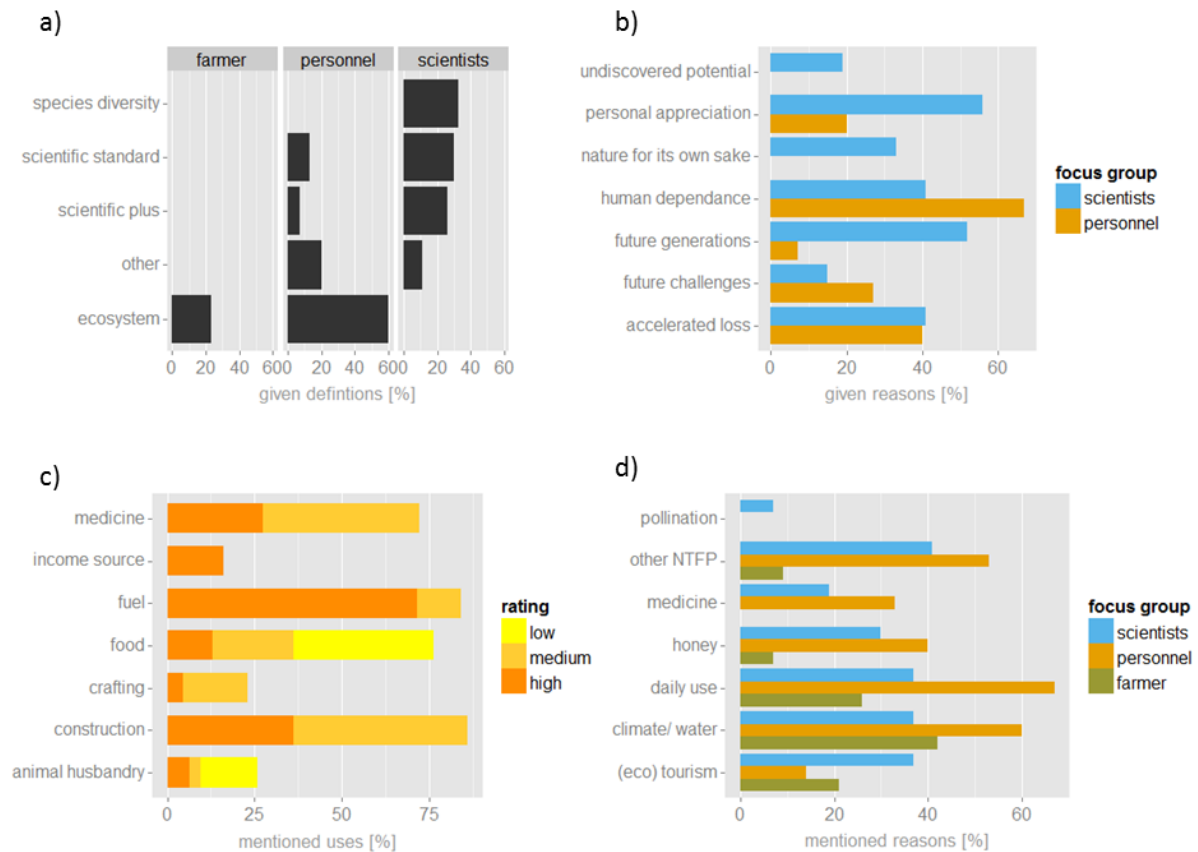 a)
farmer personnel scientists
species diversity
scientific standard
scientific plus
other
ecosystem
0 20 40 60 0 20 40 60 0 20 40 60
given defintions [%]
b)
undiscovered potential
personal appreciation
nature for its own sake
human dependance
future generations
future challenges
accelerated loss
0 20 40 60
given reasons [%]
focus group
scientists
personnel
c)
medicine
income source
fuel
food
crafting
construction
animal husbandry
0 25 50 75
mentioned uses [%]
rating
low
medium
high
d)
pollination
other NTFP
medicine
honey
daily use
climate/ water
(eco) tourism
0 20 40 60
mentioned reasons [%]
focus group
scientists
personnel
farmer